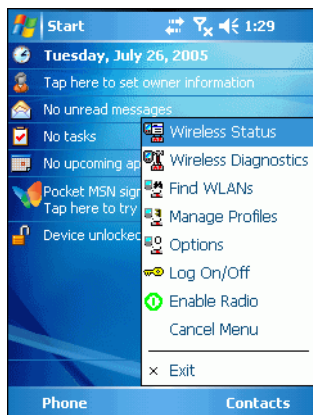 Start 1:29
Tuesday, July 26, 2005
Tap here to set owner information
No unread messages
No tasks
No upcoming ap
Pocket MSN sign
Tap here to try
Device unlocked
Wireless Status
Wireless Diagnostics
Find WLANs
Manage Profiles
Options
Log On/Off
Enable Radio
Cancel Menu
Exit
Phone Contacts